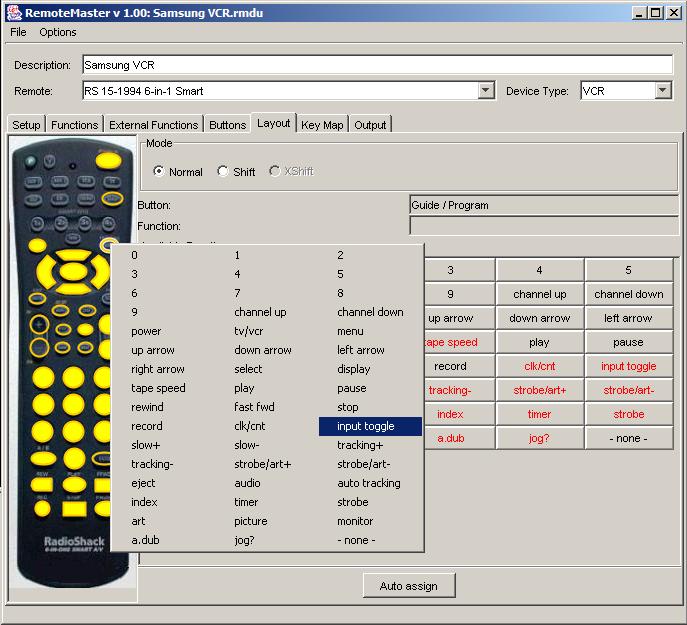 RemoteMaster v 1.00: Samsung VCR.rmdu
File Options
Description: Samsung VCR
Remote: RS 15-1994 6-in-1 Smart Device Type: VCR
Setup Functions External Functions Buttons Layout Key Map Output
Mode
Normal Shift XShift
Button: Guide / Program
Function:
0 1 2
3 4 5
6 7 8
9 channel up channel down
power tv/vcr menu
up arrow down arrow left arrow
right arrow select display
tape speed play pause
rewind fast fwd stop
record clk/cnt input toggle
slow+ slow- tracking+
tracking- strobe/art+ strobe/art-
eject audio auto tracking
index timer strobe
art picture monitor
a.dub jog? - none -
3 4 5
9 channel up channel down
up arrow down arrow left arrow
tape speed play pause
record clk/cnt input toggle
tracking- strobe/art+ strobe/art-
index timer strobe
a.dub jog? - none -
RadioShack
6-IN-ONE SMART A/V
Auto assign